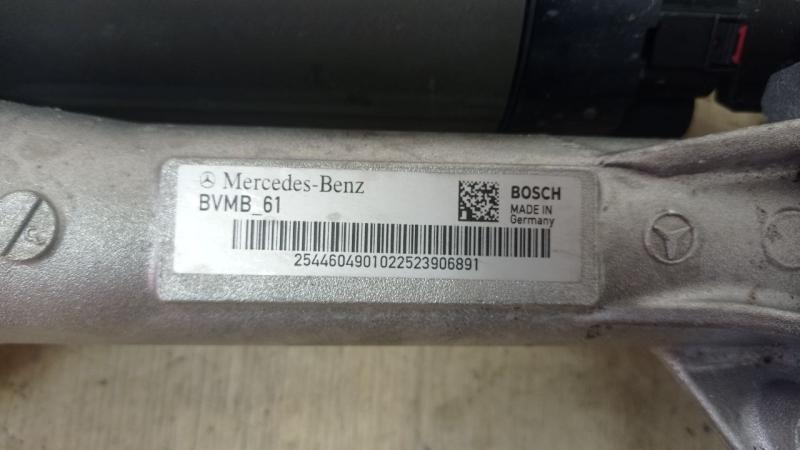 Mercedes-Benz
BVMB_61
BOSCH
MADE IN
Germany
2544604901022523906891